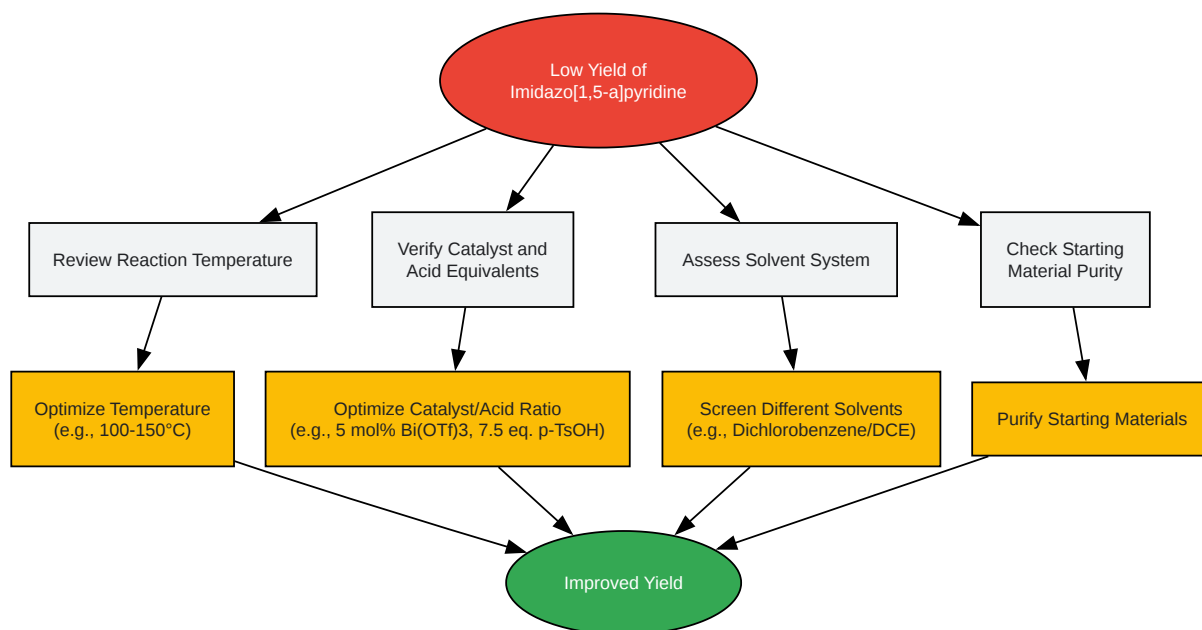 Low Yield of
Imidazo[1,5-a]pyridine
Review Reaction Temperature
Verify Catalyst and
Acid Equivalents
Assess Solvent System
Check Starting
Material Purity
Optimize Temperature
(e.g., 100-150°C)
Optimize Catalyst/Acid Ratio
(e.g., 5 mol% Bi(OTf)3, 7.5 eq. p-TsOH)
Screen Different Solvents
(e.g., Dichlorobenzene/DCE)
Purify Starting Materials
Improved Yield